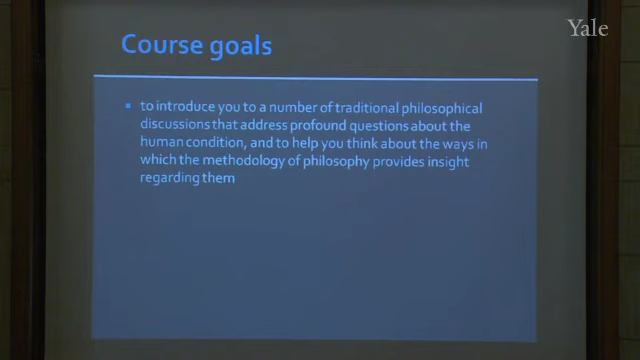 Yale
Course goals
▪ to introduce you to a number of traditional philosophical
discussions that address profound questions about the
human condition, and to help you think about the ways in
which the methodology of philosophy provides insight
regarding them